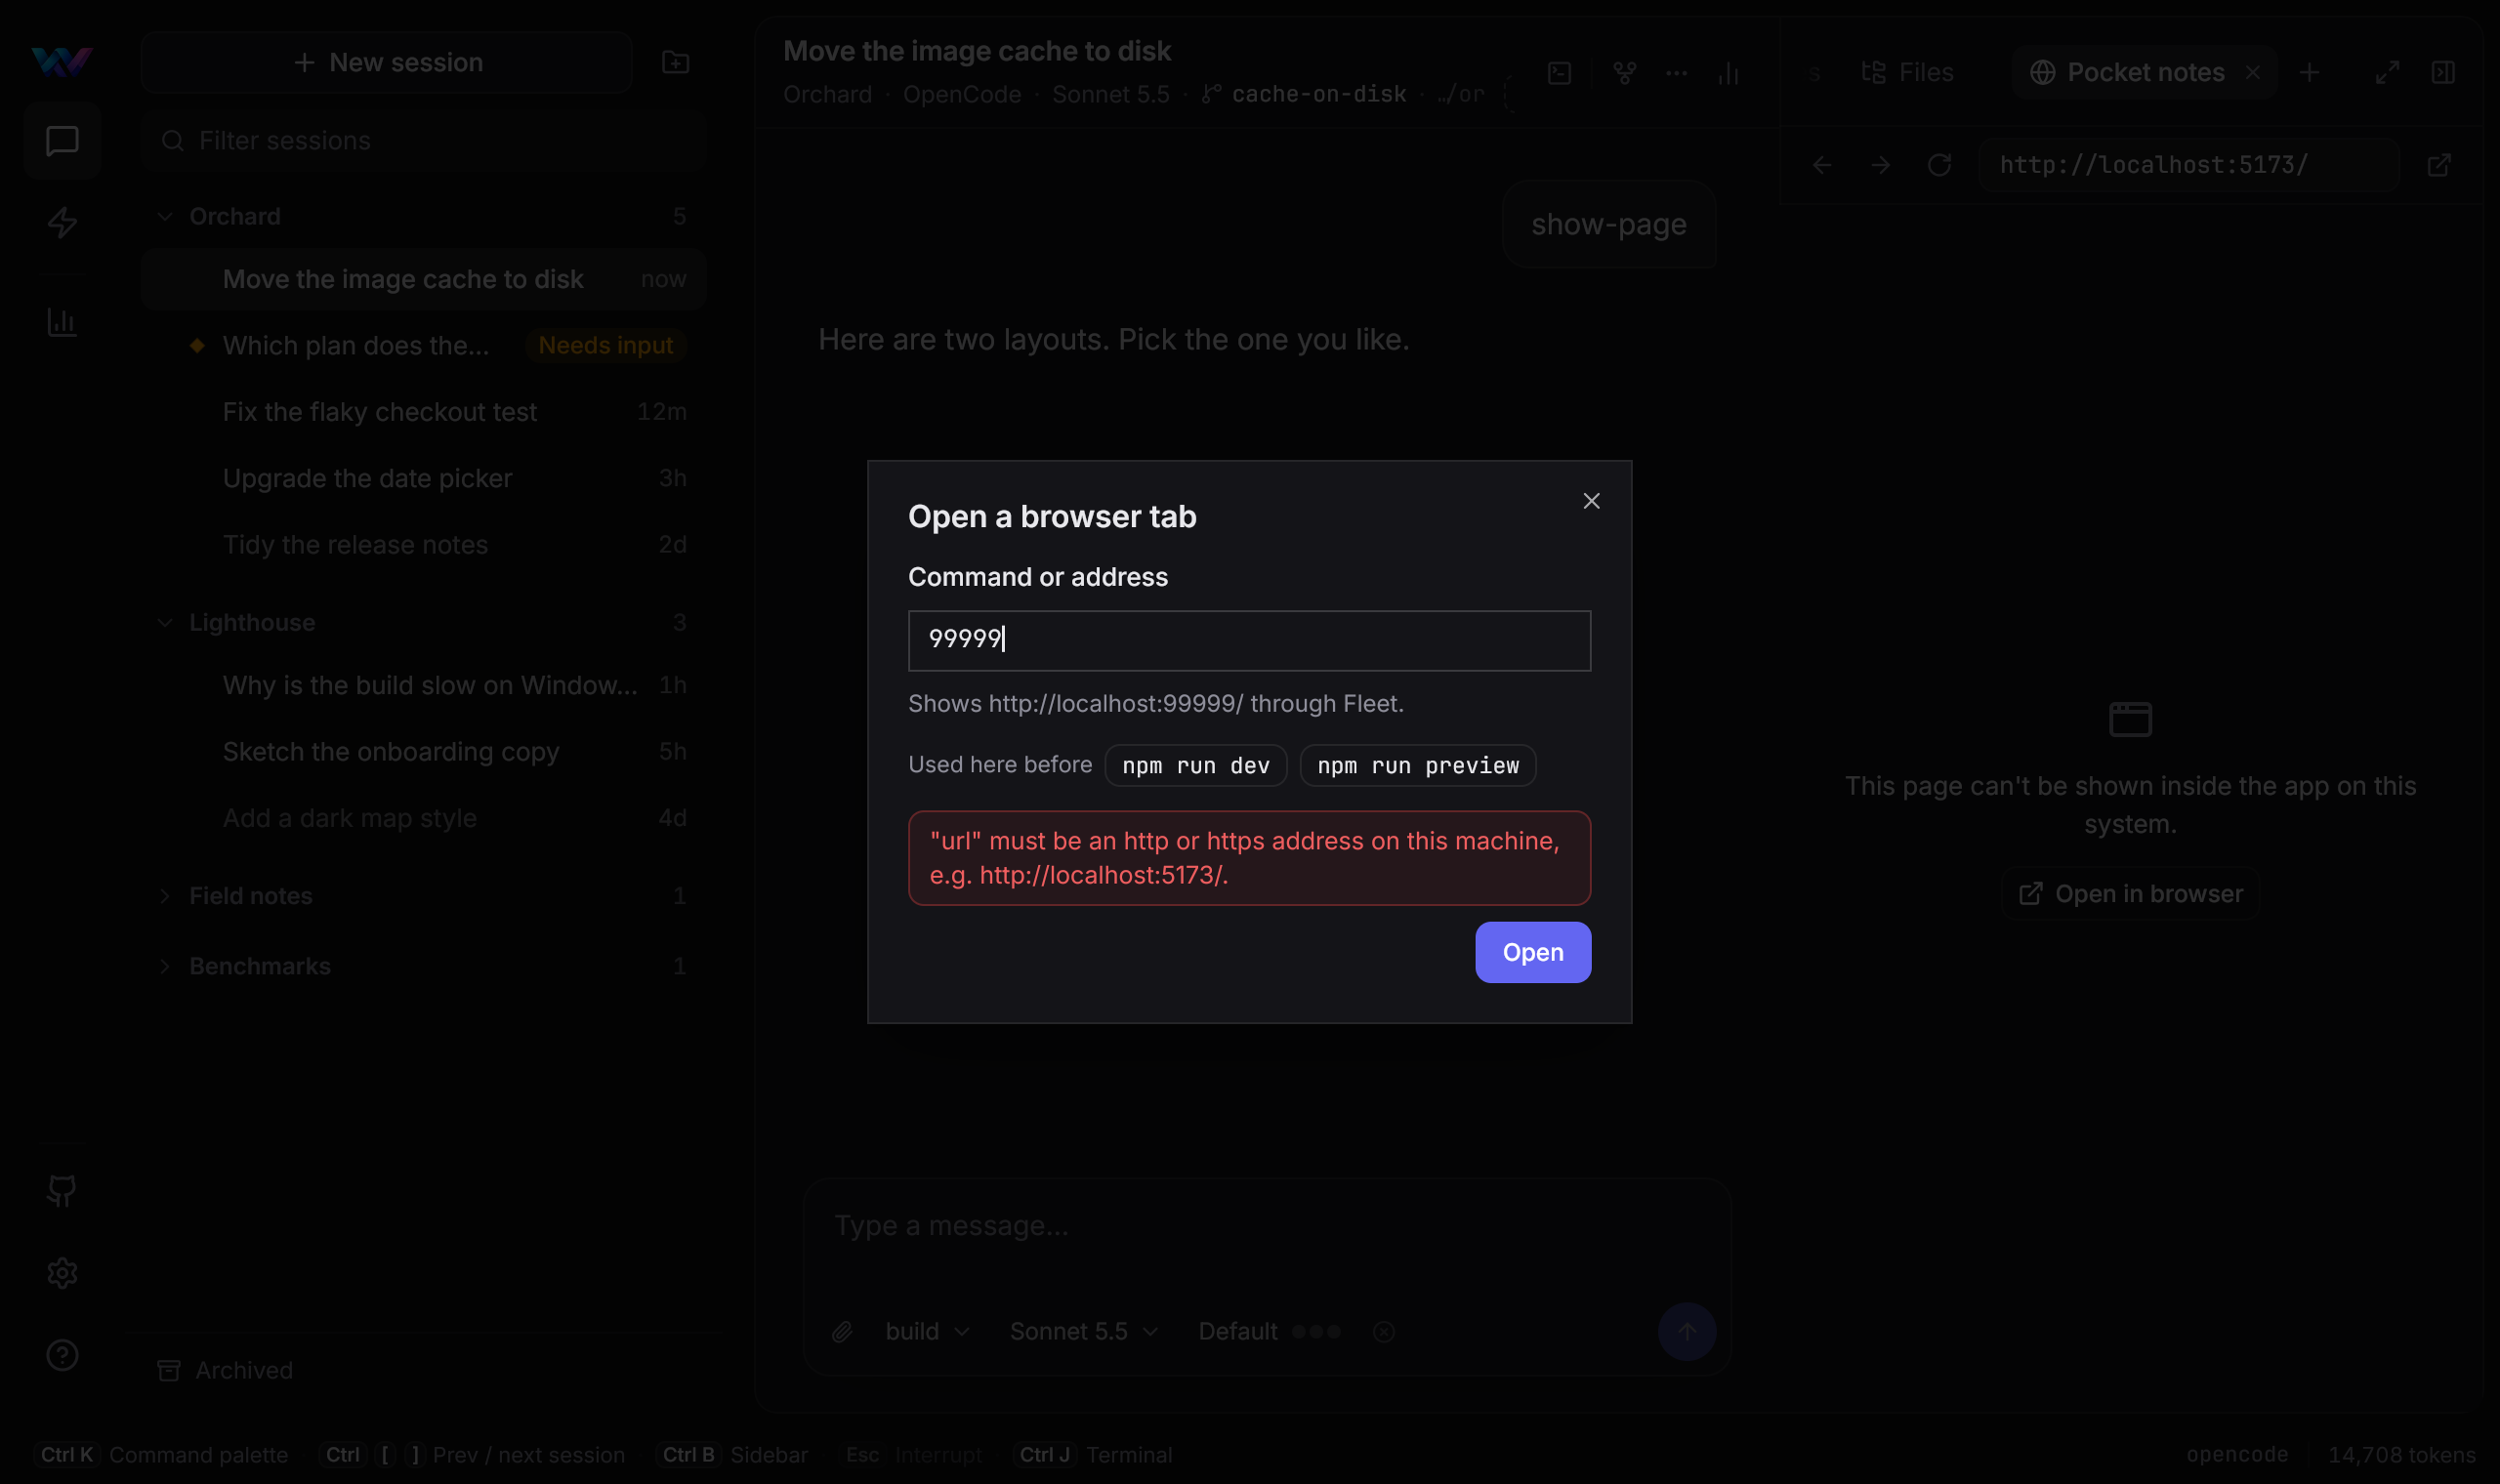 New session
Filter sessions
Orchard 5
Move the image cache to disk now
Which plan does the... Needs input
Fix the flaky checkout test 12m
Upgrade the date picker 3h
Tidy the release notes 2d
Lighthouse 3
Why is the build slow on Window... 1h
Sketch the onboarding copy 5h
Add a dark map style 4d
Field notes 1
Benchmarks 1
Archived
Move the image cache to disk
Orchard · OpenCode · Sonnet 5.5 · cache-on-disk · …/or
s Files Pocket notes
http://localhost:5173/
show-page
Here are two layouts. Pick the one you like.
Open a browser tab
Command or address
99999
Shows http://localhost:99999/ through Fleet.
Used here before npm run dev npm run preview
"url" must be an http or https address on this machine,
e.g. http://localhost:5173/.
Open
This page can't be shown inside the app on this
system.
Open in browser
Type a message...
build Sonnet 5.5 Default
Ctrl K Command palette Ctrl [ ] Prev / next session Ctrl B Sidebar Esc Interrupt Ctrl J Terminal opencode 14,708 tokens